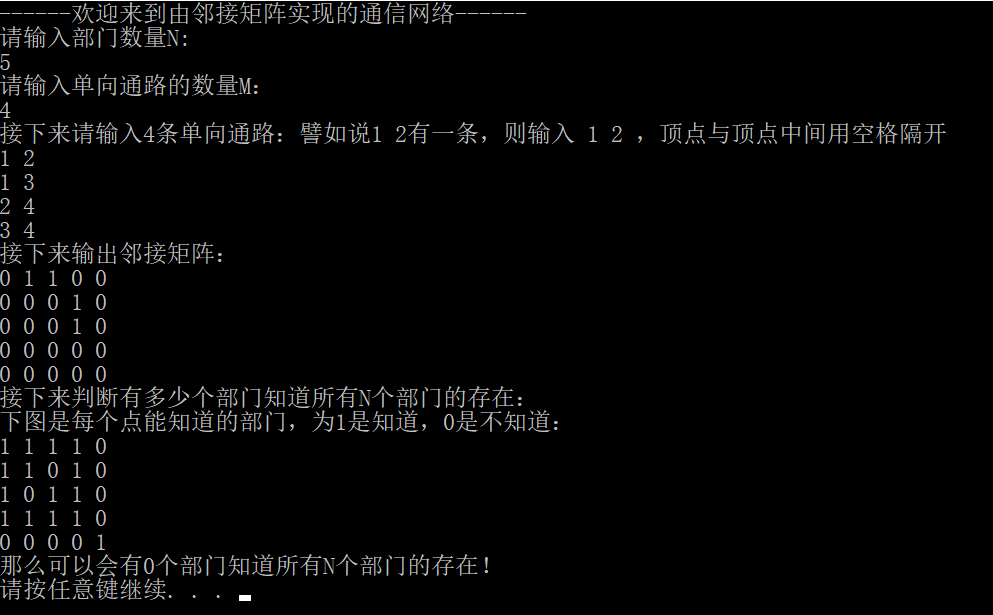 ------欢迎来到由邻接矩阵实现的通信网络------
请输入部门数量N:
5
请输入单向通路的数量M:
4
接下来请输入4条单向通路: 譬如说1 2有一条，则输入 1 2 ，顶点与顶点中间用空格隔开
1 2
1 3
2 4
3 4
接下来输出邻接矩阵:
0 1 1 0 0
0 0 0 1 0
0 0 0 1 0
0 0 0 0 0
0 0 0 0 0
接下来判断有多少个部门知道所有N个部门的存在:
下图是每个点能知道的部门，为1是知道，0是不知道:
1 1 1 1 0
1 1 0 1 0
1 0 1 1 0
1 1 1 1 0
0 0 0 0 1
那么可以会有0个部门知道所有N个部门的存在!
请按任意键继续. . .